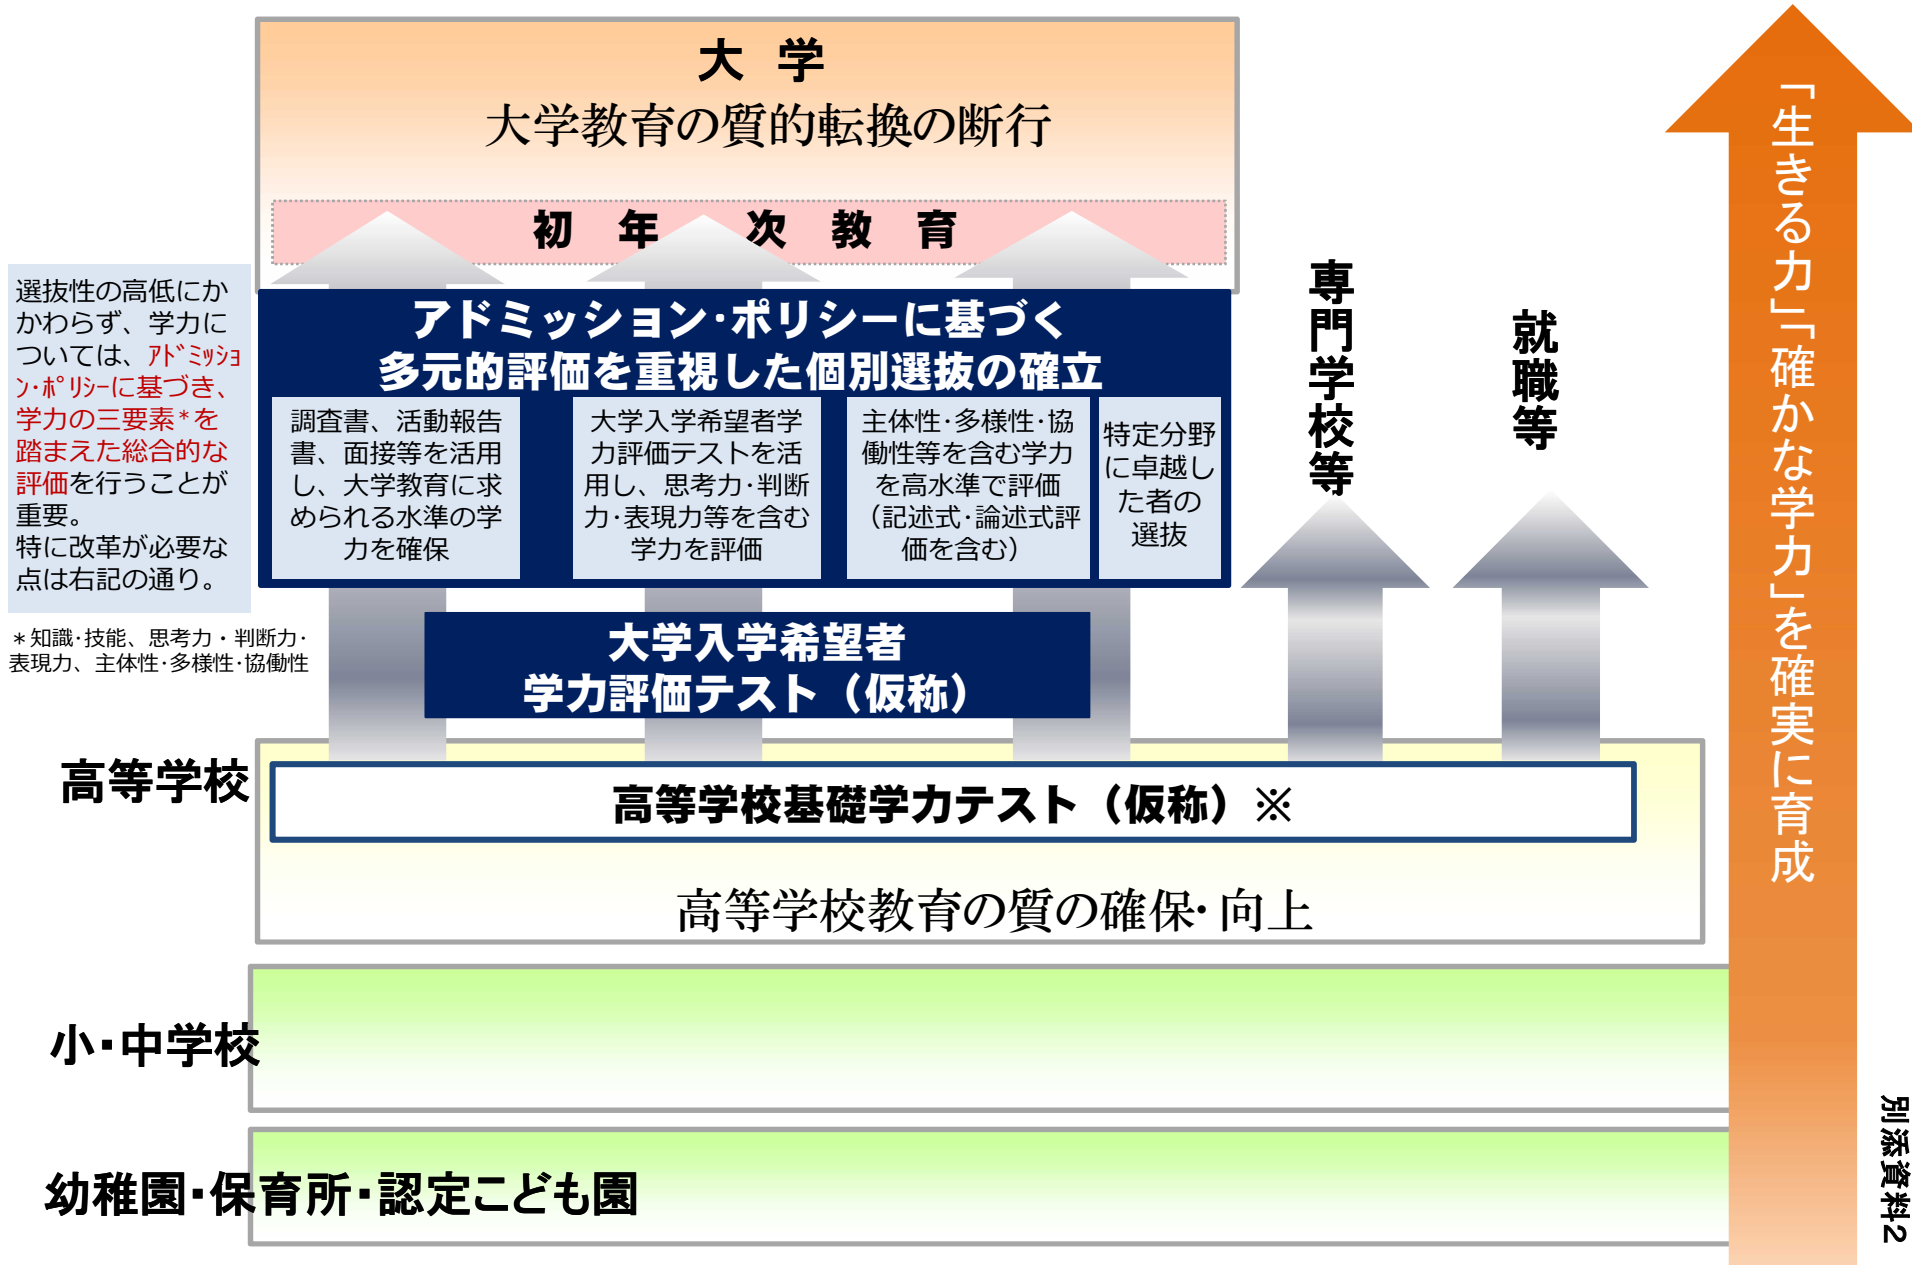 大 学
大学教育の質的転換の断行
初 年 次 教 育
アドミッション･ポリシーに基づく
多元的評価を重視した個別選抜の確立
調査書、活動報告
書、面接等を活用
し、大学教育に求
められる水準の学
力を確保
大学入学希望者学
力評価テストを活
用し、思考力･判断
力･表現力等を含む
学力を評価
主体性･多様性･協
働性等を含む学力
を高水準で評価
（記述式･論述式評
価を含む）
特定分野
に卓越し
た者の
選抜
選抜性の高低にか
かわらず、学力に
ついては、ｱﾄﾞﾐｯｼｮ
ﾝ･ﾎﾟﾘｼｰに基づき、
学力の三要素*を
踏まえた総合的な
評価を行うことが
重要。
特に改革が必要な
点は右記の通り。
＊知識･技能、思考力・判断力･
表現力、主体性･多様性･協働性
大学入学希望者
学力評価テスト（仮称）
専門学校等
就職等
「生きる力」「確かな学力」を確実に育成
高等学校
高等学校基礎学力テスト（仮称）※
高等学校教育の質の確保･向上
小･中学校
幼稚園･保育所･認定こども園
別添資料2